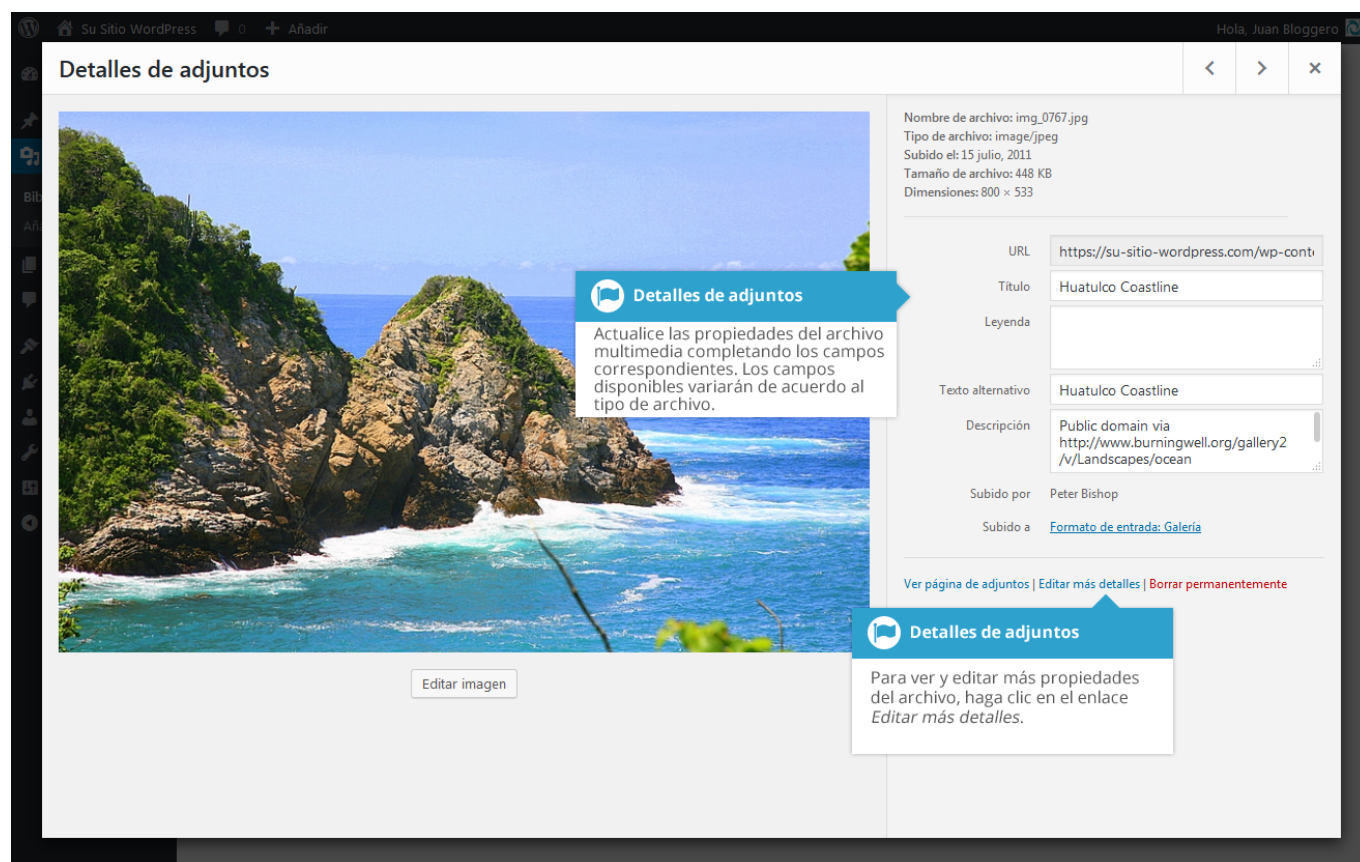 Su Sitio WordPress 0 + Añadir
Hola, Juan Bloggero
Detalles de adjuntos
Nombre de archivo: img_0767.jpg
Tipo de archivo: image/jpeg
Subido el: 15 julio, 2011
Tamaño de archivo: 448 KB
Dimensiones: 800 × 533
URL https://su-sitio-wordpress.com/wp-conte
Título Huatulco Coastline
Leyenda
Texto alternativo Huatulco Coastline
Descripción Public domain via
http://www.burningwell.org/gallery2
/v/Landscapes/ocean
Subido por Peter Bishop
Subido a Formato de entrada: Galería
Ver página de adjuntos | Editar más detalles | Borrar permanentemente
Detalles de adjuntos
Actualice las propiedades del archivo
multimedia completando los campos
correspondientes. Los campos
disponibles variarán de acuerdo al
tipo de archivo.
Detalles de adjuntos
Para ver y editar más propiedades
del archivo, haga clic en el enlace
Editar más detalles.
Editar imagen
Bib
Aña